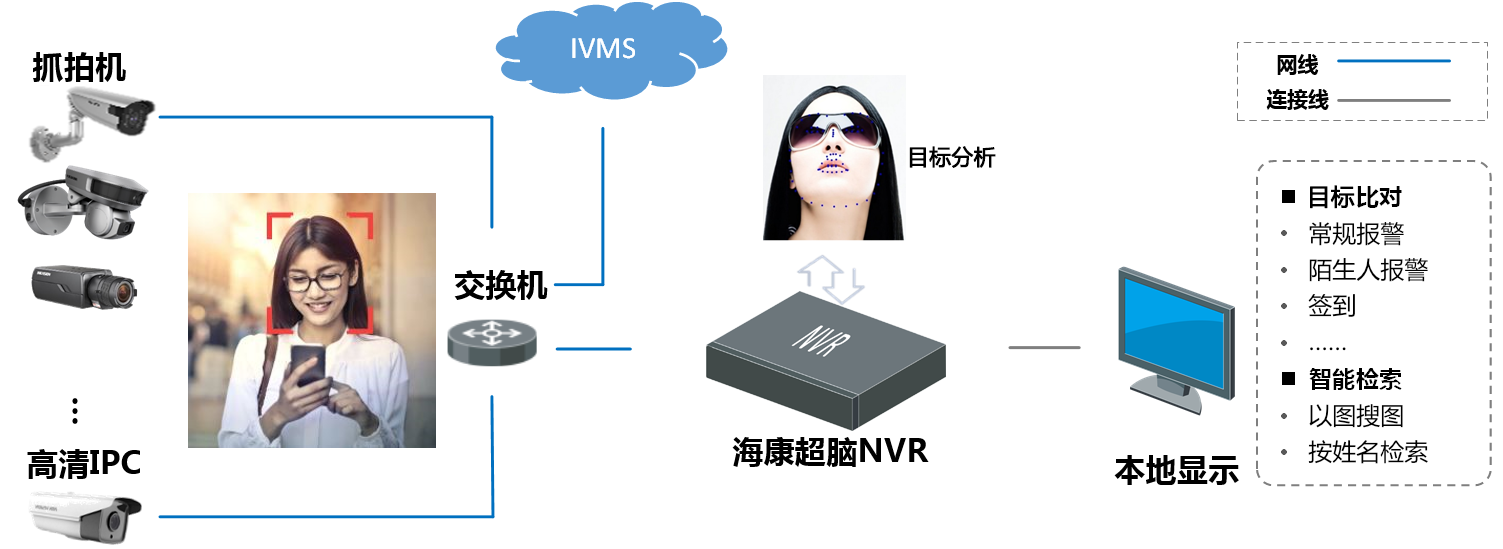 IVMS
抓拍机
网线
连接线
目标分析
目标比对
常规报警
陌生人报警
签到
......
智能检索
以图搜图
按姓名检索
交换机
NVR
海康超脑NVR
高清IPC
本地显示